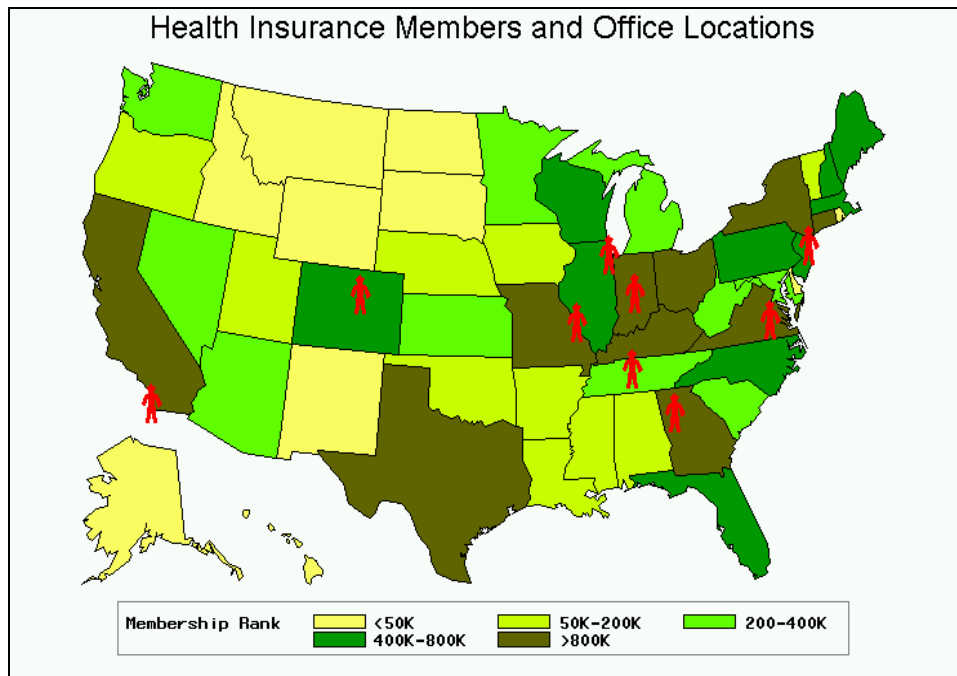 Health Insurance Members and Office Locations
Membership Rank <50K 50K-200K 200-400K
400K-800K >800K